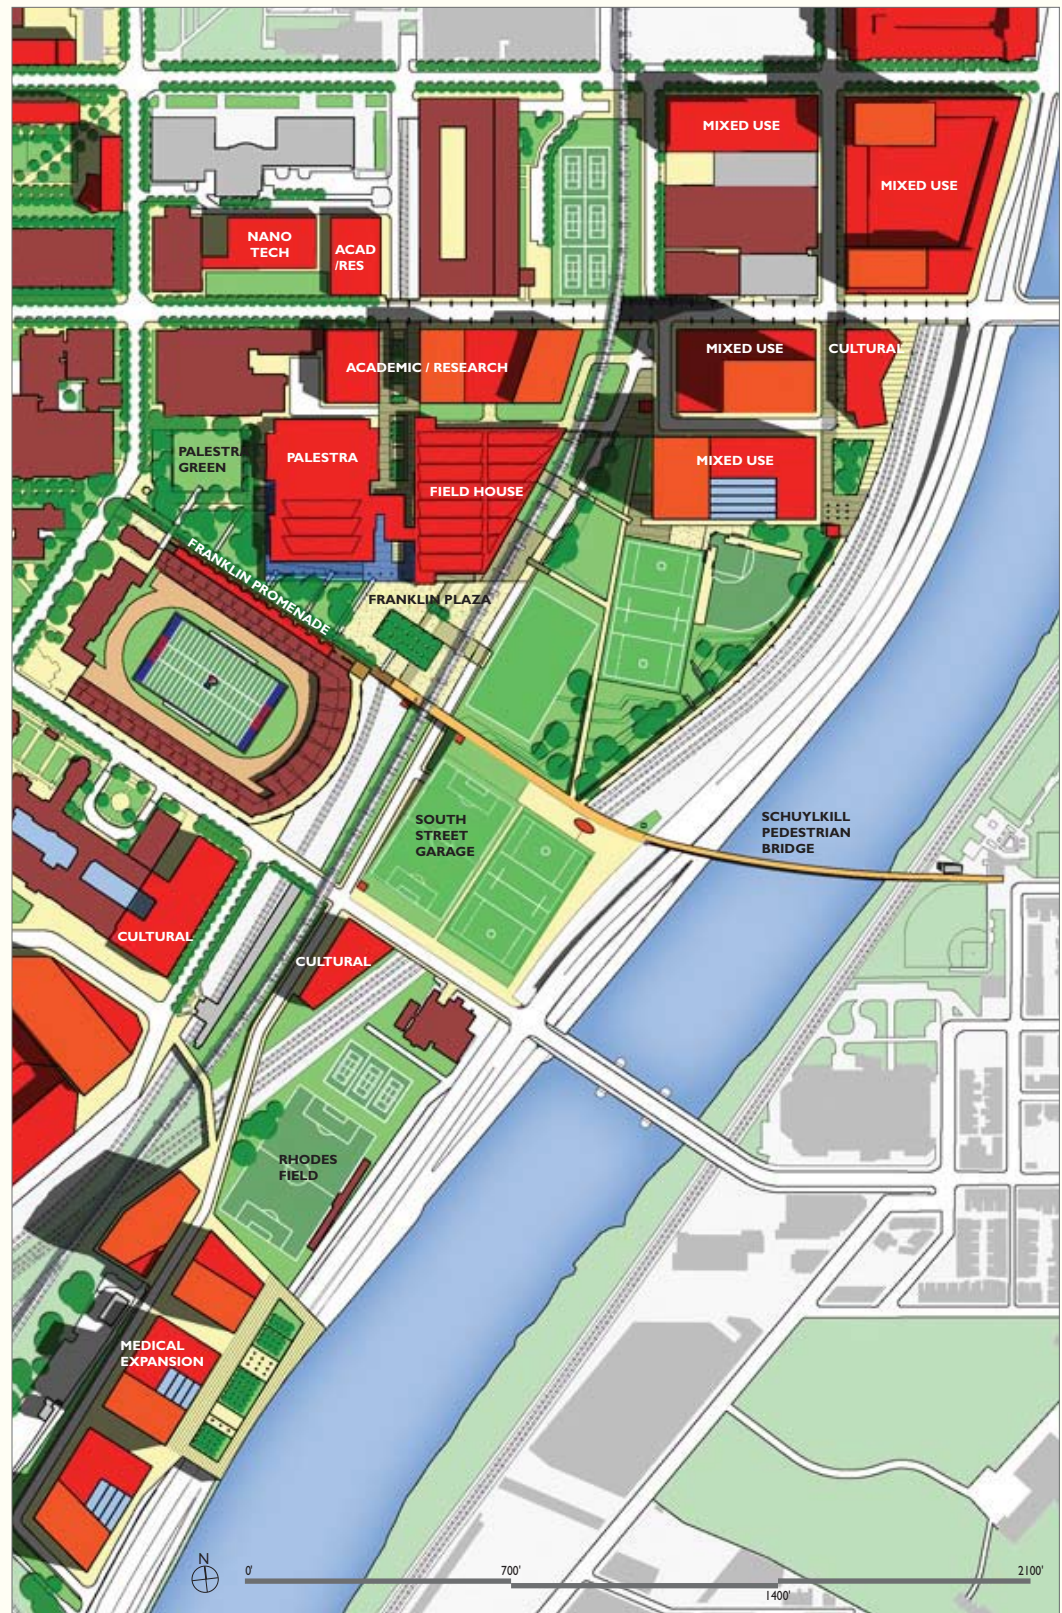 MIXED USE
MIXED USE
NANO
TECH
ACAD
/RES
MIXED USE
CULTURAL
ACADEMIC / RESEARCH
PALESTRA
GREEN
PALESTRA
MIXED USE
FIELD HOUSE
FRANKLIN PROMENADE
FRANKLIN PLAZA
P
SOUTH
STREET
GARAGE
SCHUYLKILL
PEDESTRIAN
BRIDGE
CULTURAL
CULTURAL
RHODES
FIELD
MEDICAL
EXPANSION
N
0'
700'
1400'
2100'